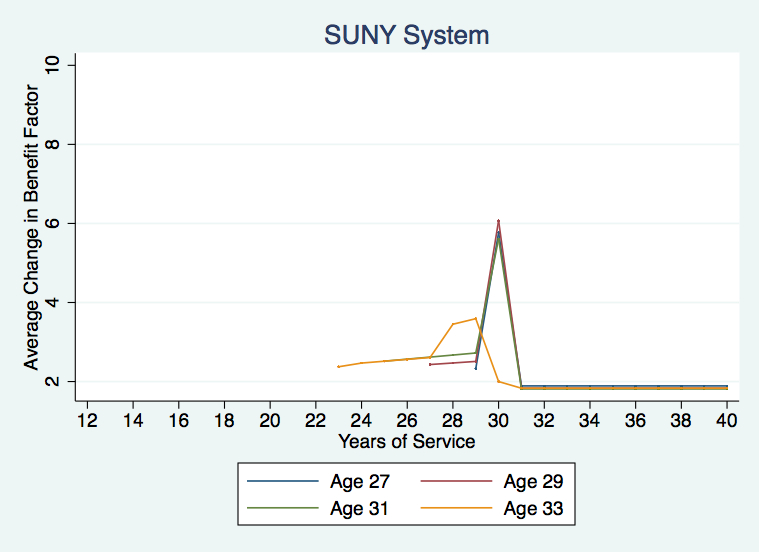 SUNY System
Average Change in Benefit Factor
10
8
6
4
2
12 14 16 18 20 22 24 26 28 30 32 34 36 38 40
Years of Service
Age 27 Age 29
Age 31 Age 33